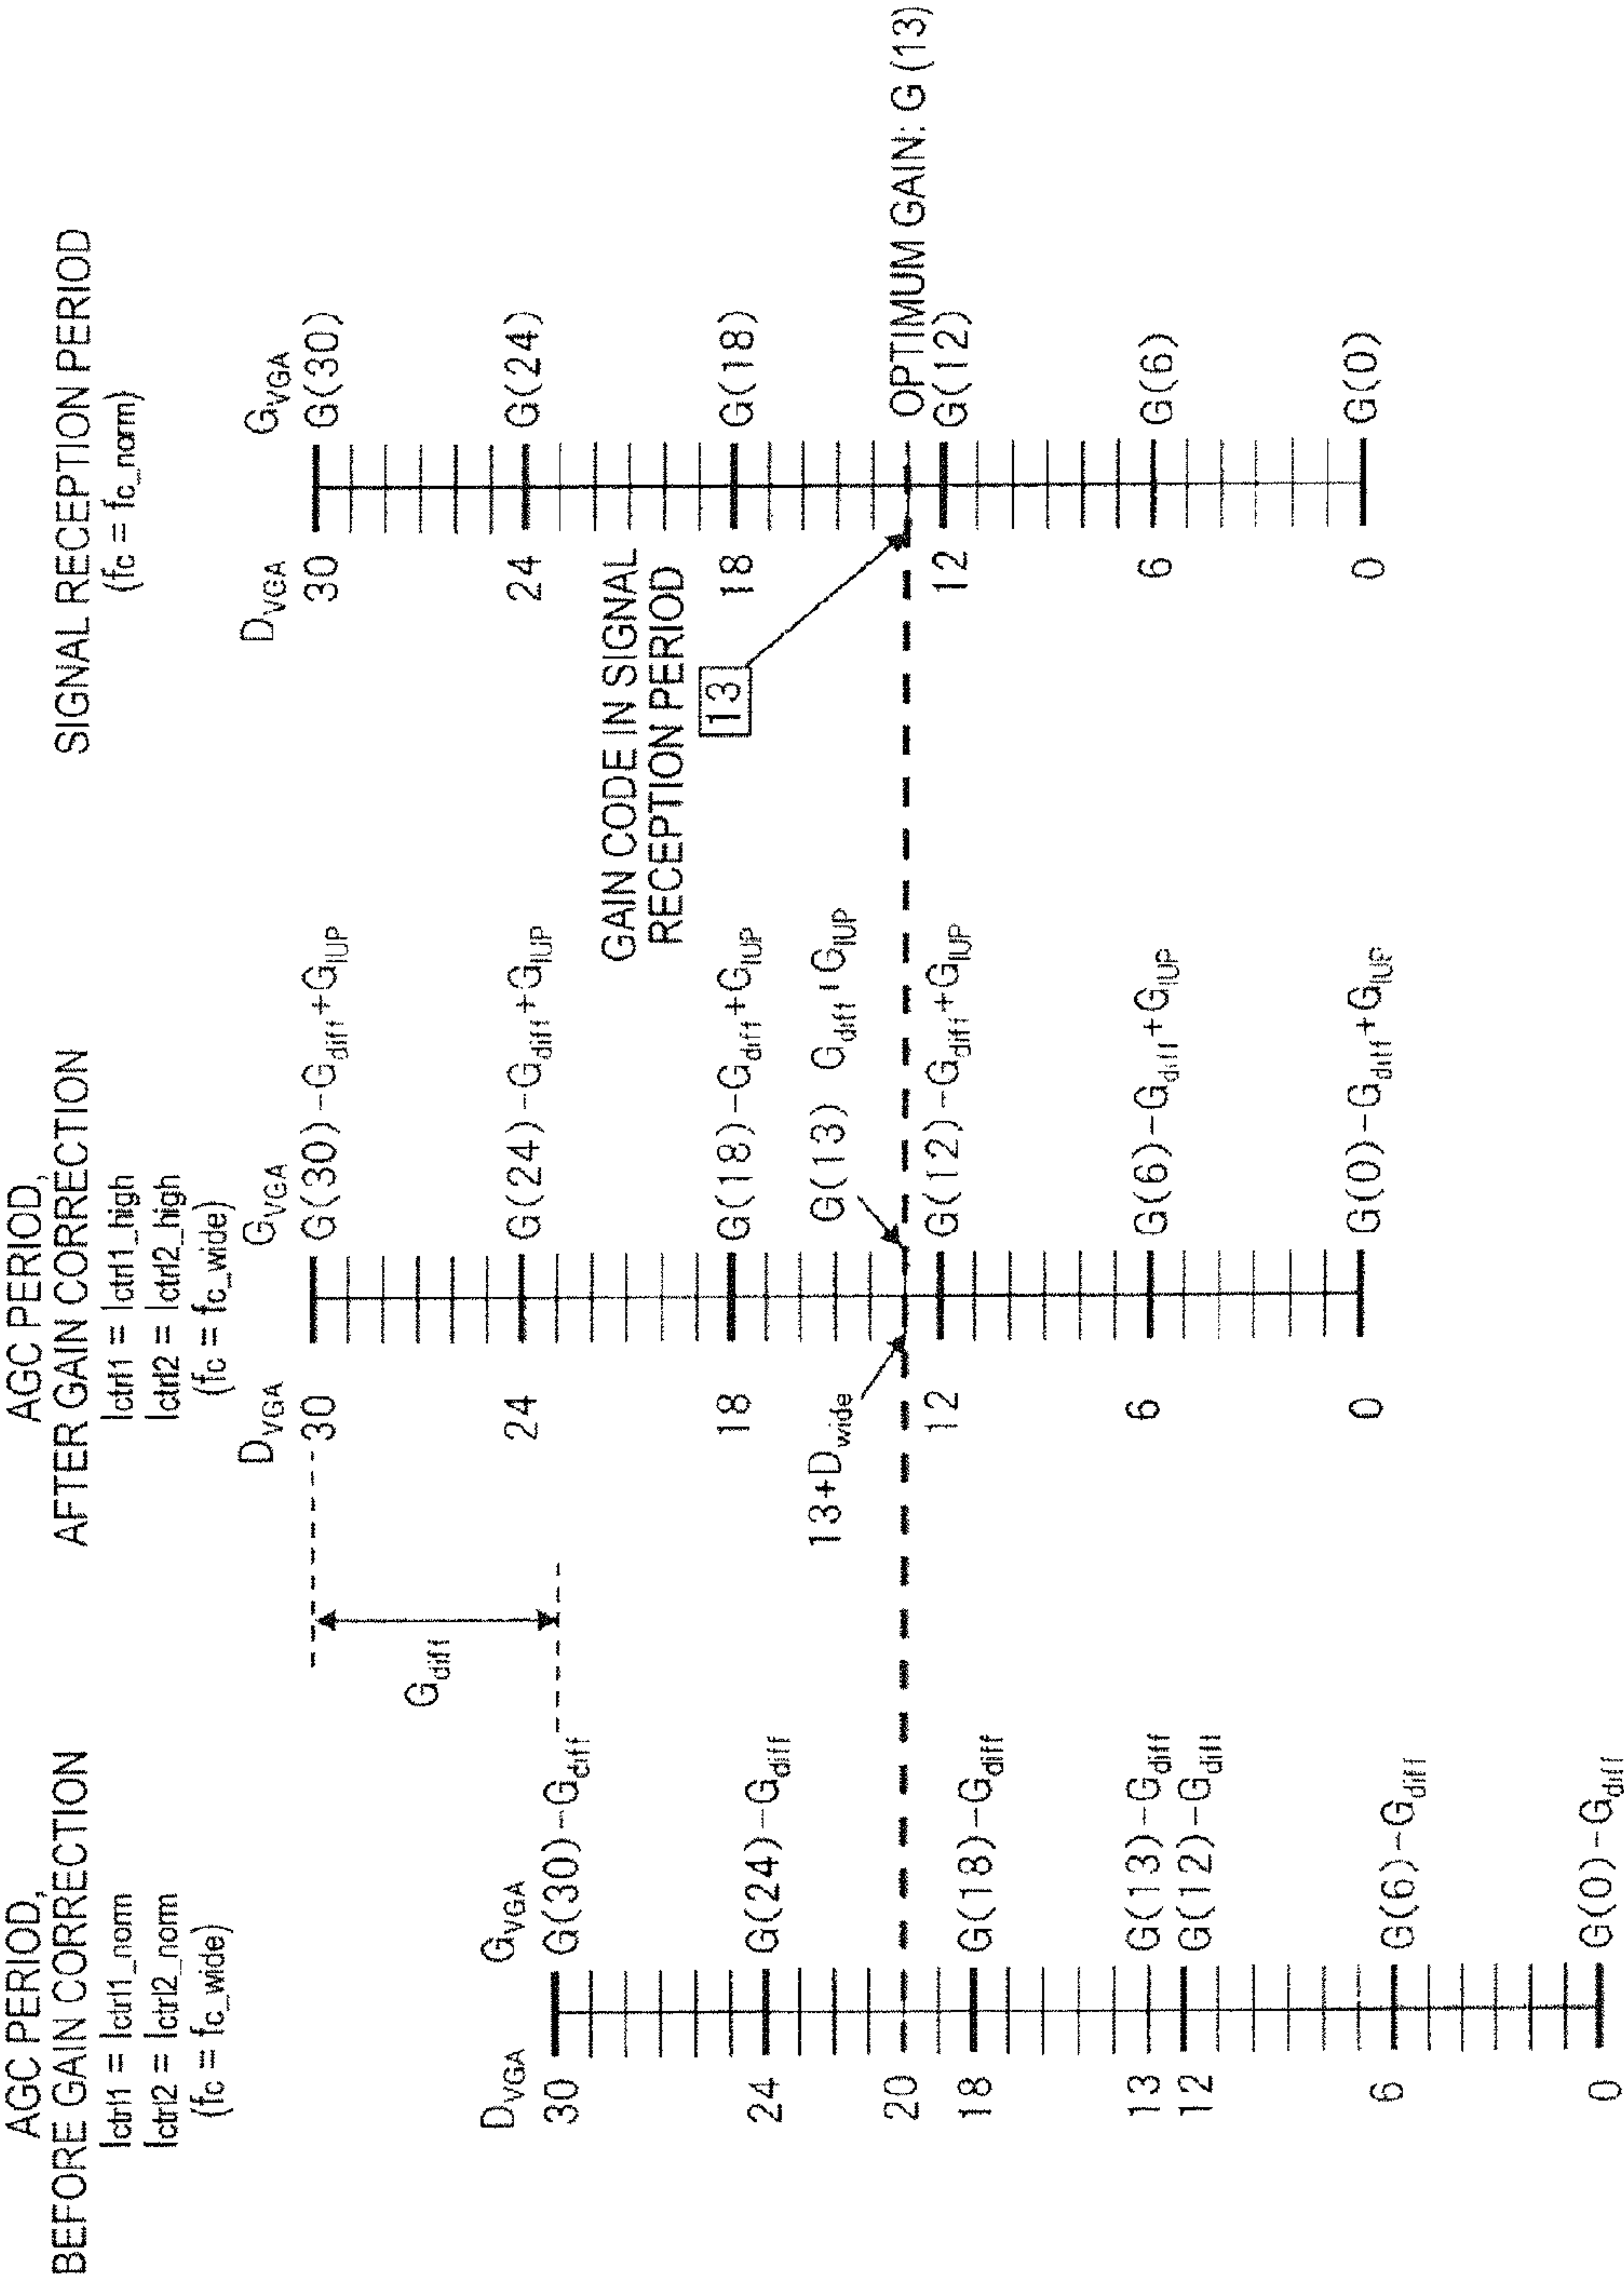 AGC PERIOD,
BEFORE GAIN CORRECTION
Ictrl1 = Ictrl1_norm
Ictrl2 = Ictrl2_norm
(fc = fc_wide)
DVGA
GVGA
30
G(30)-Gdiff
24
G(24)-Gdiff
20
18
G(18)-Gdiff
13
G(13)-Gdiff
12
G(12)-Gdiff
6
G(6)-Gdiff
0
G(0)-Gdiff
Gdiff
AGC PERIOD,
AFTER GAIN CORRECTION
Ictrl1 = Ictrl1_high
Ictrl2 = Ictrl2_high
(fc = fc_wide)
DVGA
GVGA
30
G(30)-Gdiff+GIUP
24
G(24)-Gdiff+GIUP
18
G(18)-Gdiff+GIUP
13+Dwide
G(13) Gdiff+GIUP
12
G(12)-Gdiff+GIUP
6
G(6)-Gdiff+GIUP
0
G(0)-Gdiff+GIUP
SIGNAL RECEPTION PERIOD
(fc = fc_norm)
DVGA
GVGA
30
G(30)
24
G(24)
GAIN CODE IN SIGNAL
RECEPTION PERIOD
13
18
G(18)
OPTIMUM GAIN: G (13)
12
G(12)
6
G(6)
0
G(0)